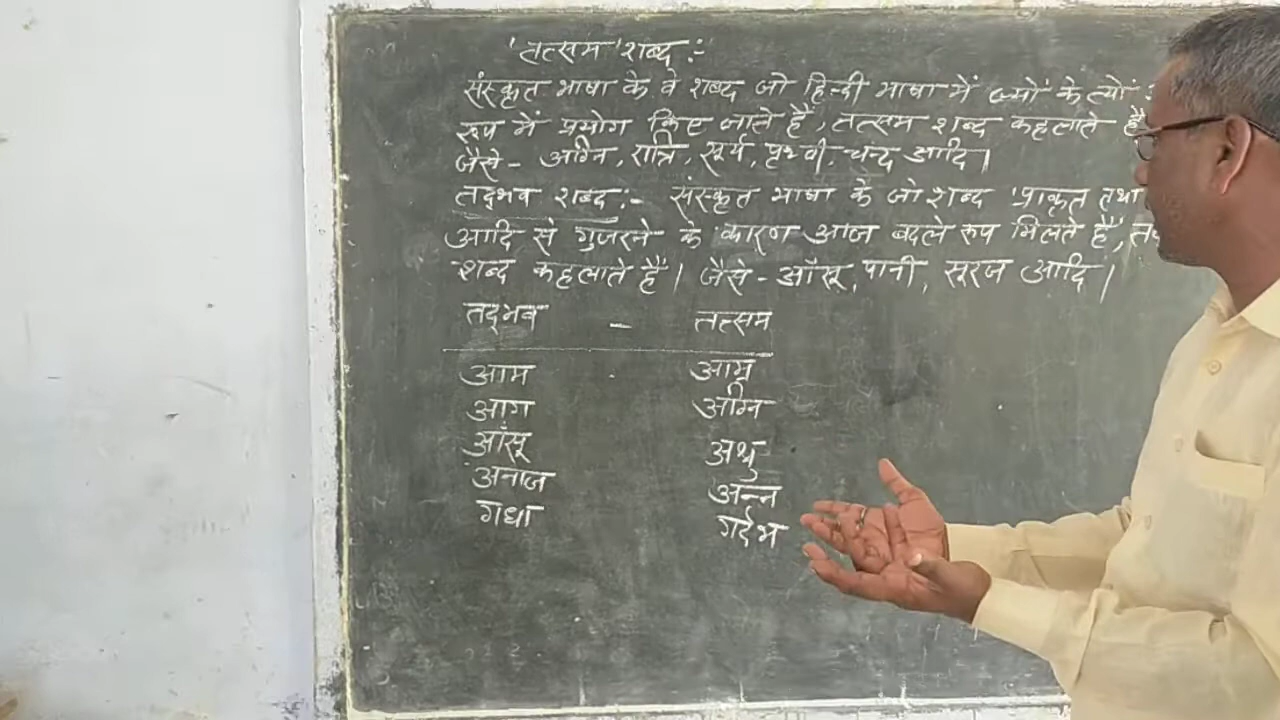 'तत्सम' शब्द :-
संस्कृत भाषा के वे शब्द जो हिन्दी भाषा में ज्यों के त्यों
रूप में प्रयोग किए जाते हैं, तत्सम शब्द कहलाते हैं
जैसे- अग्नि, रात्रि, सूर्य, पृथ्वी, चन्द्र आदि।
तद्भव शब्द :- संस्कृत भाषा के जो शब्द 'प्राकृत तथा
आदि से गुजरने के कारण आज बदले रूप मिलते हैं,
शब्द कहलाते हैं। जैसे- आँसू, पानी, सूरज आदि।
तद्भव - तत्सम
आम आम्र
आग अग्नि
आँसू अश्रु
अनाज अन्न
गधा गर्दभ